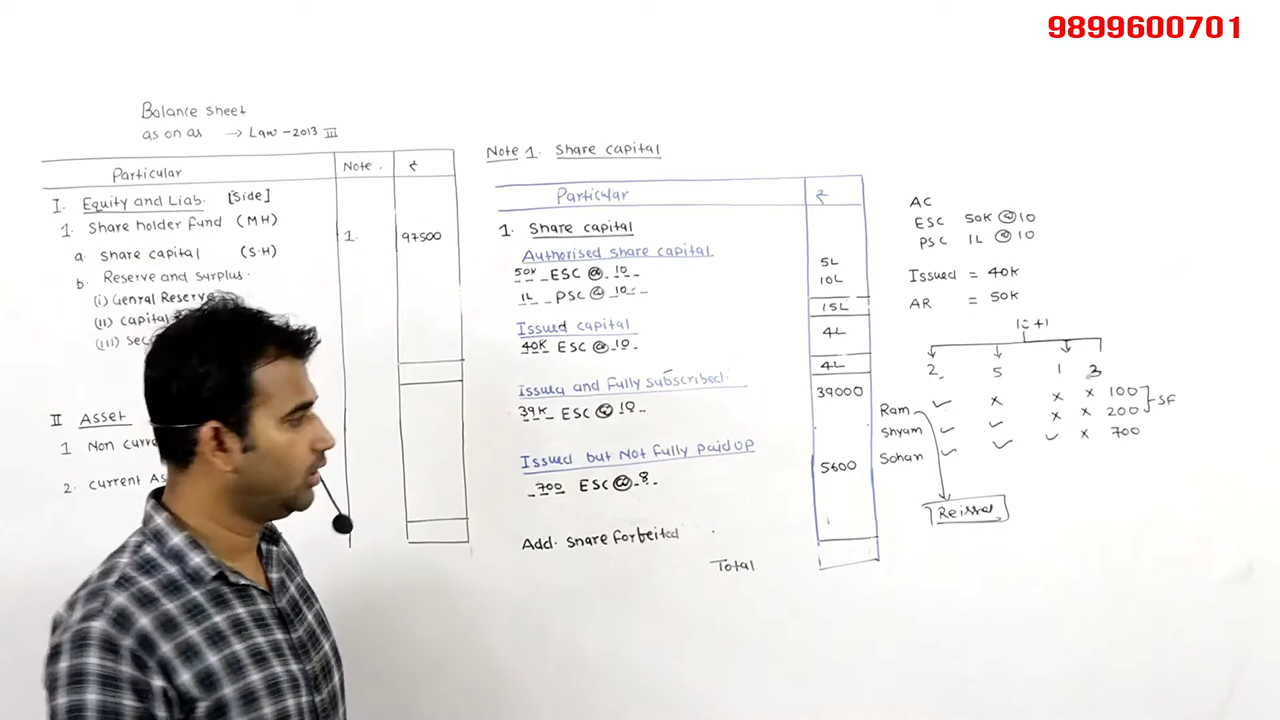 9899600701
Balance sheet
as on as → Law - 2013 III
Particular Note. ₹
I. Equity and Liab. [Side]
1. Share holder fund (MH)
a. Share capital (S.H) 1. 97500
b. Reserve and surplus.
(i) Genral Reserve
(II) Capital
(III) Sec
II Asset
1 Non curre
2. current As
Note 1. Share capital
Particular ₹
1. Share capital
Authorised share capital
50K ESC @ 10 5L
1L PSC @ 10 10L
15L
Issued capital
40K ESC @ 10 4L
4L
Issued and Fully Subscribed.
39K ESC @ 10 39000
Issued but Not Fully paid up
700 ESC @ 8 5600
Add. share forbeited
Total
AC
ESC 50K @ 10
PSC 1L @ 10
Issued = 40K
AR = 50K
10+1
2 5 1 3
Ram ✓ × × × 100
Shyam ✓ ✓ × × 200 SF
Sohan ✓ ✓ ✓ × 700